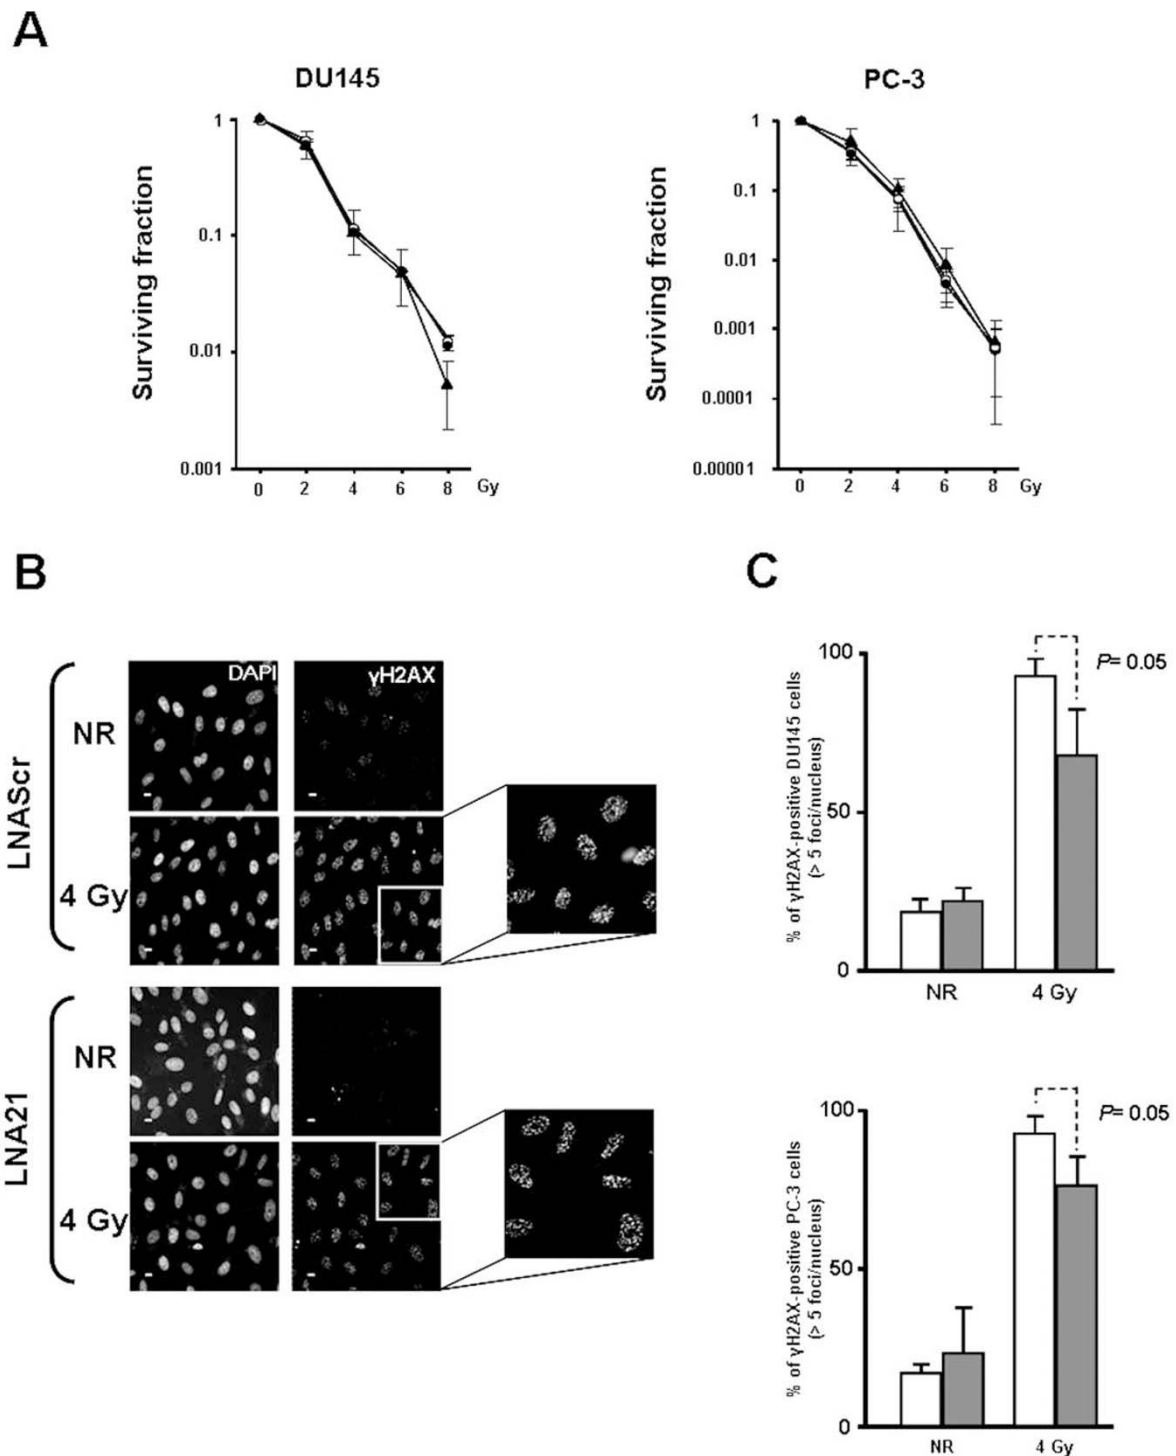 A
DU145
PC-3
Surviving fraction
1
0.1
0.01
0.001
0 2 4 6 8 Gy
Surviving fraction
1
0.1
0.01
0.001
0.0001
0.00001
0 2 4 6 8 Gy
B
LNAScr
NR
4 Gy
DAPI
γH2AX
LNA21
NR
4 Gy
C
% of γH2AX-positive DU145 cells
(> 5 foci/nucleus)
100
50
0
NR 4 Gy
P= 0.05
% of γH2AX-positive PC-3 cells
(> 5 foci/nucleus)
100
50
0
NR 4 Gy
P= 0.05